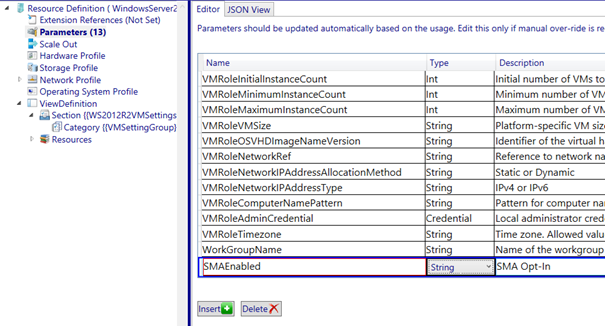 Resource Definition ( WindowsServer2
Extension References (Not Set)
Parameters (13)
Scale Out
Hardware Profile
Storage Profile
Network Profile
Operating System Profile
ViewDefinition
Section {{WS2012R2VMSettings
Category {{VMSettingGroup}
Resources
Editor JSON View
Parameters should be updated automatically based on the usage. Edit this only if manual over-ride is re
Name Type Description
VMRoleInitialInstanceCount Int Initial number of VMs to
VMRoleMinimumInstanceCount Int Minimum number of VM
VMRoleMaximumInstanceCount Int Maximum number of VM
VMRoleVMSize String Platform-specific VM size
VMRoleOSVHDImageNameVersion String Identifier of the virtual h
VMRoleNetworkRef String Reference to network na
VMRoleNetworkIPAddressAllocationMethod String Static or Dynamic
VMRoleNetworkIPAddressType String IPv4 or IPv6
VMRoleComputerNamePattern String Pattern for computer nam
VMRoleAdminCredential Credential Local administrator crede
VMRoleTimezone String Time zone. Allowed value
WorkGroupName String Name of the workgroup
SMAEnabled String SMA Opt-In
Insert Delete